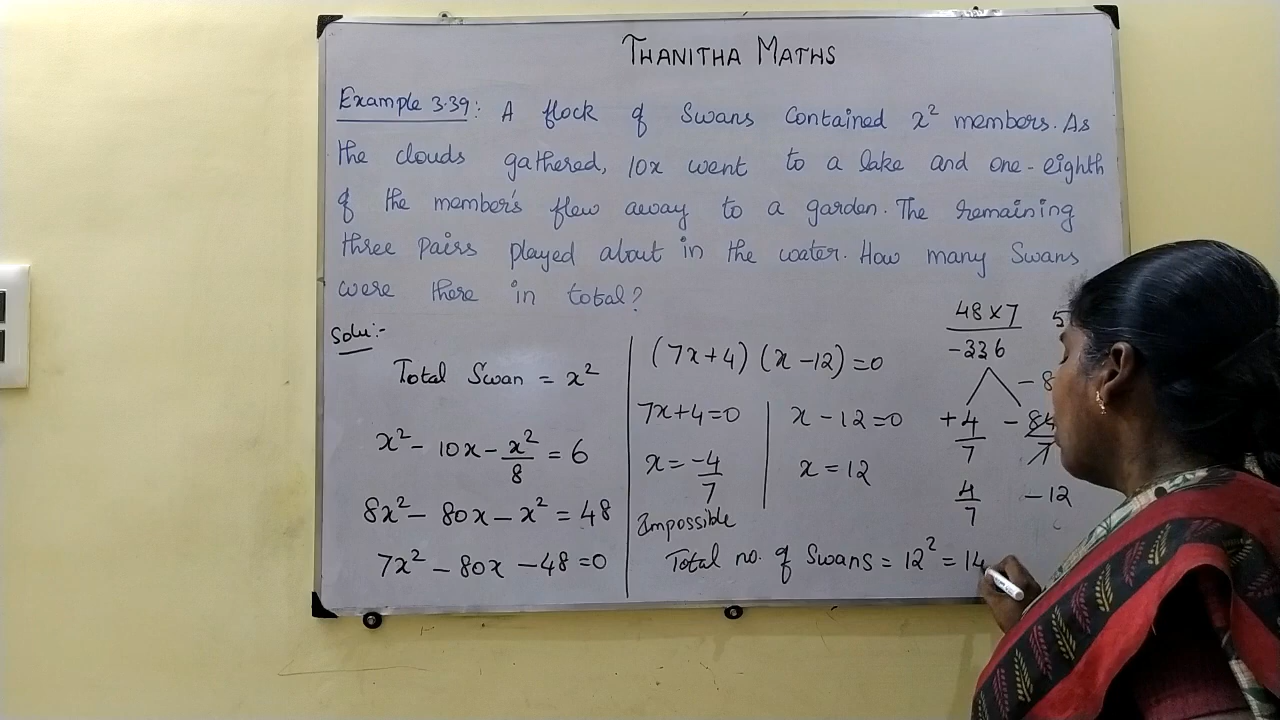 THANITHA MATHS
Example 3.39: A flock of Swans contained x² members. As
the clouds gathered, 10x went to a lake and one-eighth
of the member's flew away to a garden. The remaining
three pairs played about in the water. How many Swans
were there in total?
Solu:-
Total Swan = x²
x² - 10x - x²/8 = 6
8x² - 80x - x² = 48
7x² - 80x - 48 = 0
(7x+4) (x-12) = 0
7x+4=0
x = -4/7
Impossible
x-12=0
x = 12
Total no. of Swans = 12² = 14
48×7
-336
+4/7
4/7
-12